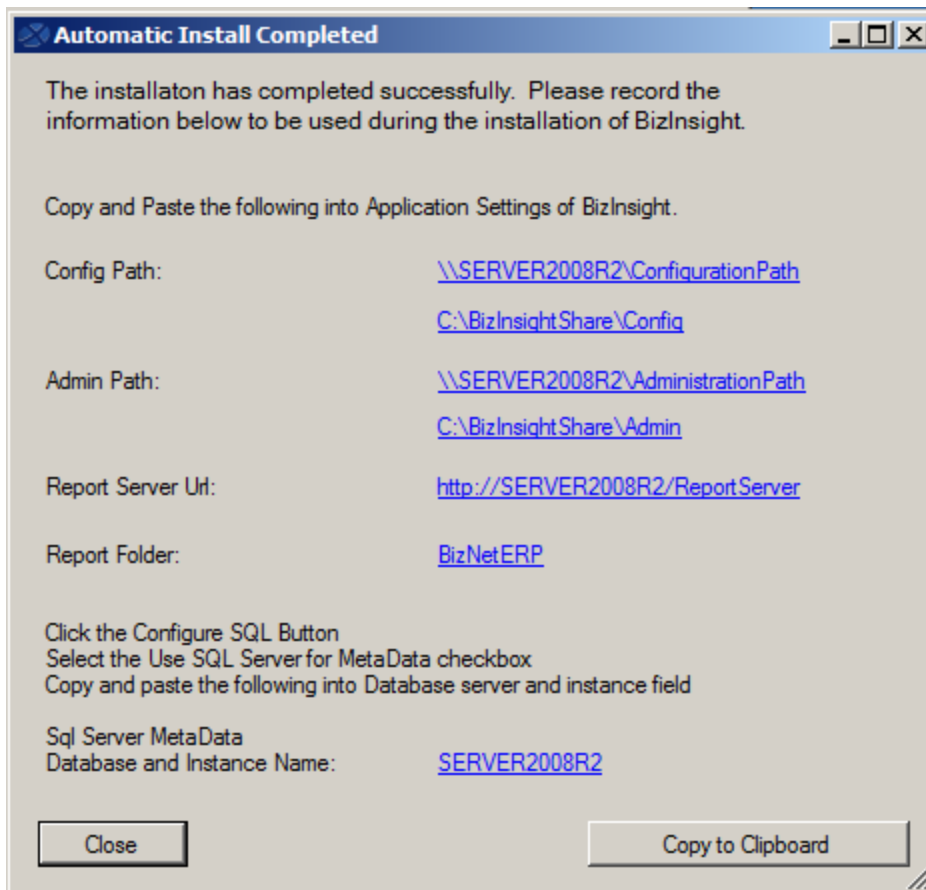 Automatic Install Completed
The installaton has completed successfully.  Please record the
information below to be used during the installation of BizInsight.
Copy and Paste the following into Application Settings of BizInsight.
Config Path: \\SERVER2008R2\ConfigurationPath
C:\BizInsightShare\Config
Admin Path: \\SERVER2008R2\AdministrationPath
C:\BizInsightShare\Admin
Report Server Url: http://SERVER2008R2/ReportServer
Report Folder: BizNetERP
Click the Configure SQL Button
Select the Use SQL Server for MetaData checkbox
Copy and paste the following into Database server and instance field
Sql Server MetaData
Database and Instance Name: SERVER2008R2
Close Copy to Clipboard